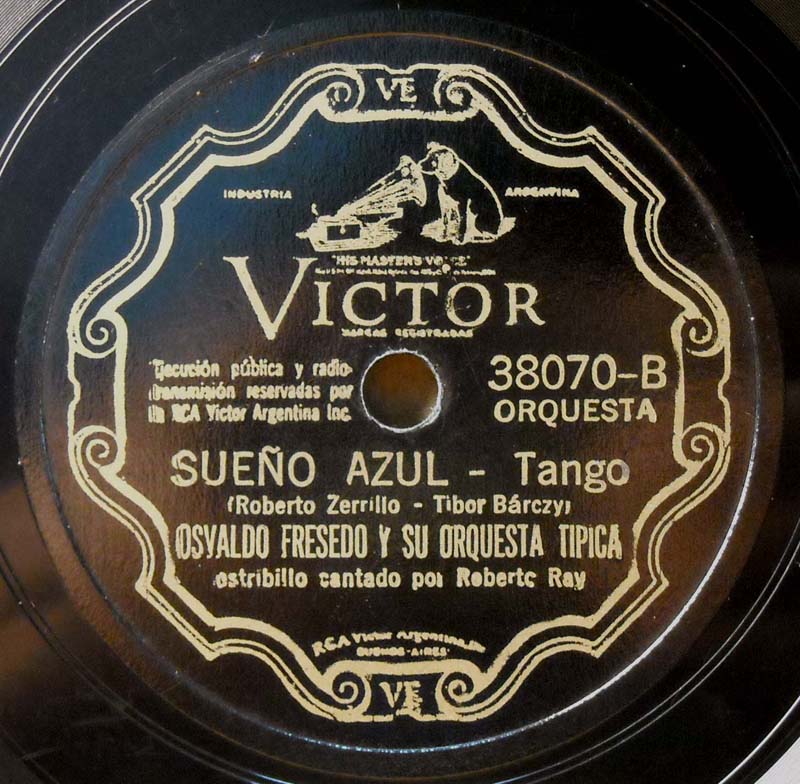 VE
INDUSTRIA ARGENTINA
"HIS MASTER'S VOICE"
VICTOR
MARCAS REGISTRADAS
Ejecución pública y radio-
transmisión reservadas por
la RCA Victor Argentina Inc.
38070-B
ORQUESTA
SUEÑO AZUL - Tango
(Roberto Zerrillo - Tibor Bárczy)
OSVALDO FRESEDO Y SU ORQUESTA TIPICA
estribillo cantado por Roberto Ray
RCA Victor Argentina, Inc
BUENOS-AIRES
VE